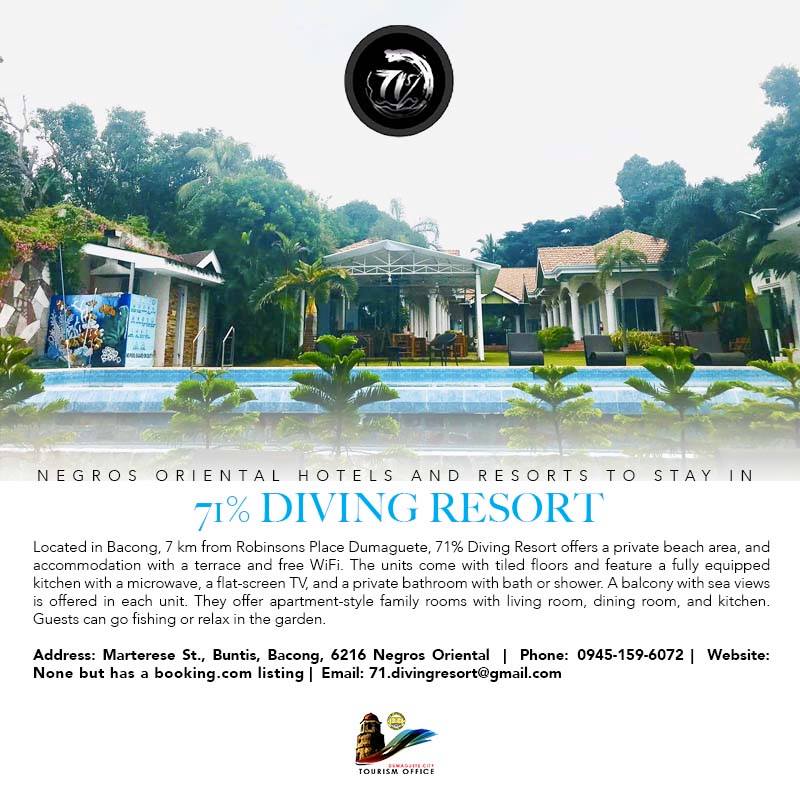 71%
NEGROS ORIENTAL HOTELS AND RESORTS TO STAY IN
71% DIVING RESORT
Located in Bacong, 7 km from Robinsons Place Dumaguete, 71% Diving Resort offers a private beach area, and
accommodation with a terrace and free WiFi. The units come with tiled floors and feature a fully equipped
kitchen with a microwave, a flat-screen TV, and a private bathroom with bath or shower. A balcony with sea views
is offered in each unit. They offer apartment-style family rooms with living room, dining room, and kitchen.
Guests can go fishing or relax in the garden.
Address: Marterese St., Buntis, Bacong, 6216 Negros Oriental | Phone: 0945-159-6072 | Website:
None but has a booking.com listing | Email: 71.divingresort@gmail.com
DUMAGUETE CITY
TOURISM OFFICE